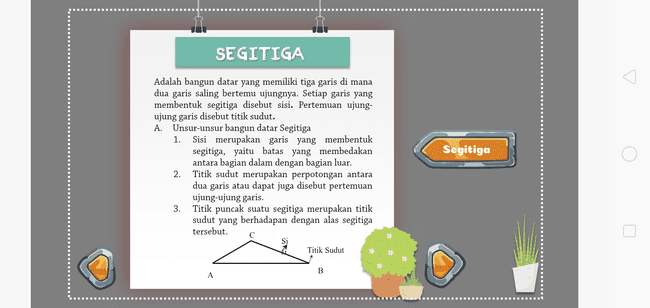 SEGITIGA
Adalah bangun datar yang memiliki tiga garis di mana
dua garis saling bertemu ujungnya. Setiap garis yang
membentuk segitiga disebut sisi. Pertemuan ujung-
ujung garis disebut titik sudut.
A. Unsur-unsur bangun datar Segitiga
1. Sisi merupakan garis yang membentuk
segitiga, yaitu batas yang membedakan
antara bagian dalam dengan bagian luar.
2. Titik sudut merupakan perpotongan antara
dua garis atau dapat juga disebut pertemuan
ujung-ujung garis.
3. Titik puncak suatu segitiga merupakan titik
sudut yang berhadapan dengan alas segitiga
tersebut.
C
Si
Titik Sudut
A
B
Segitiga